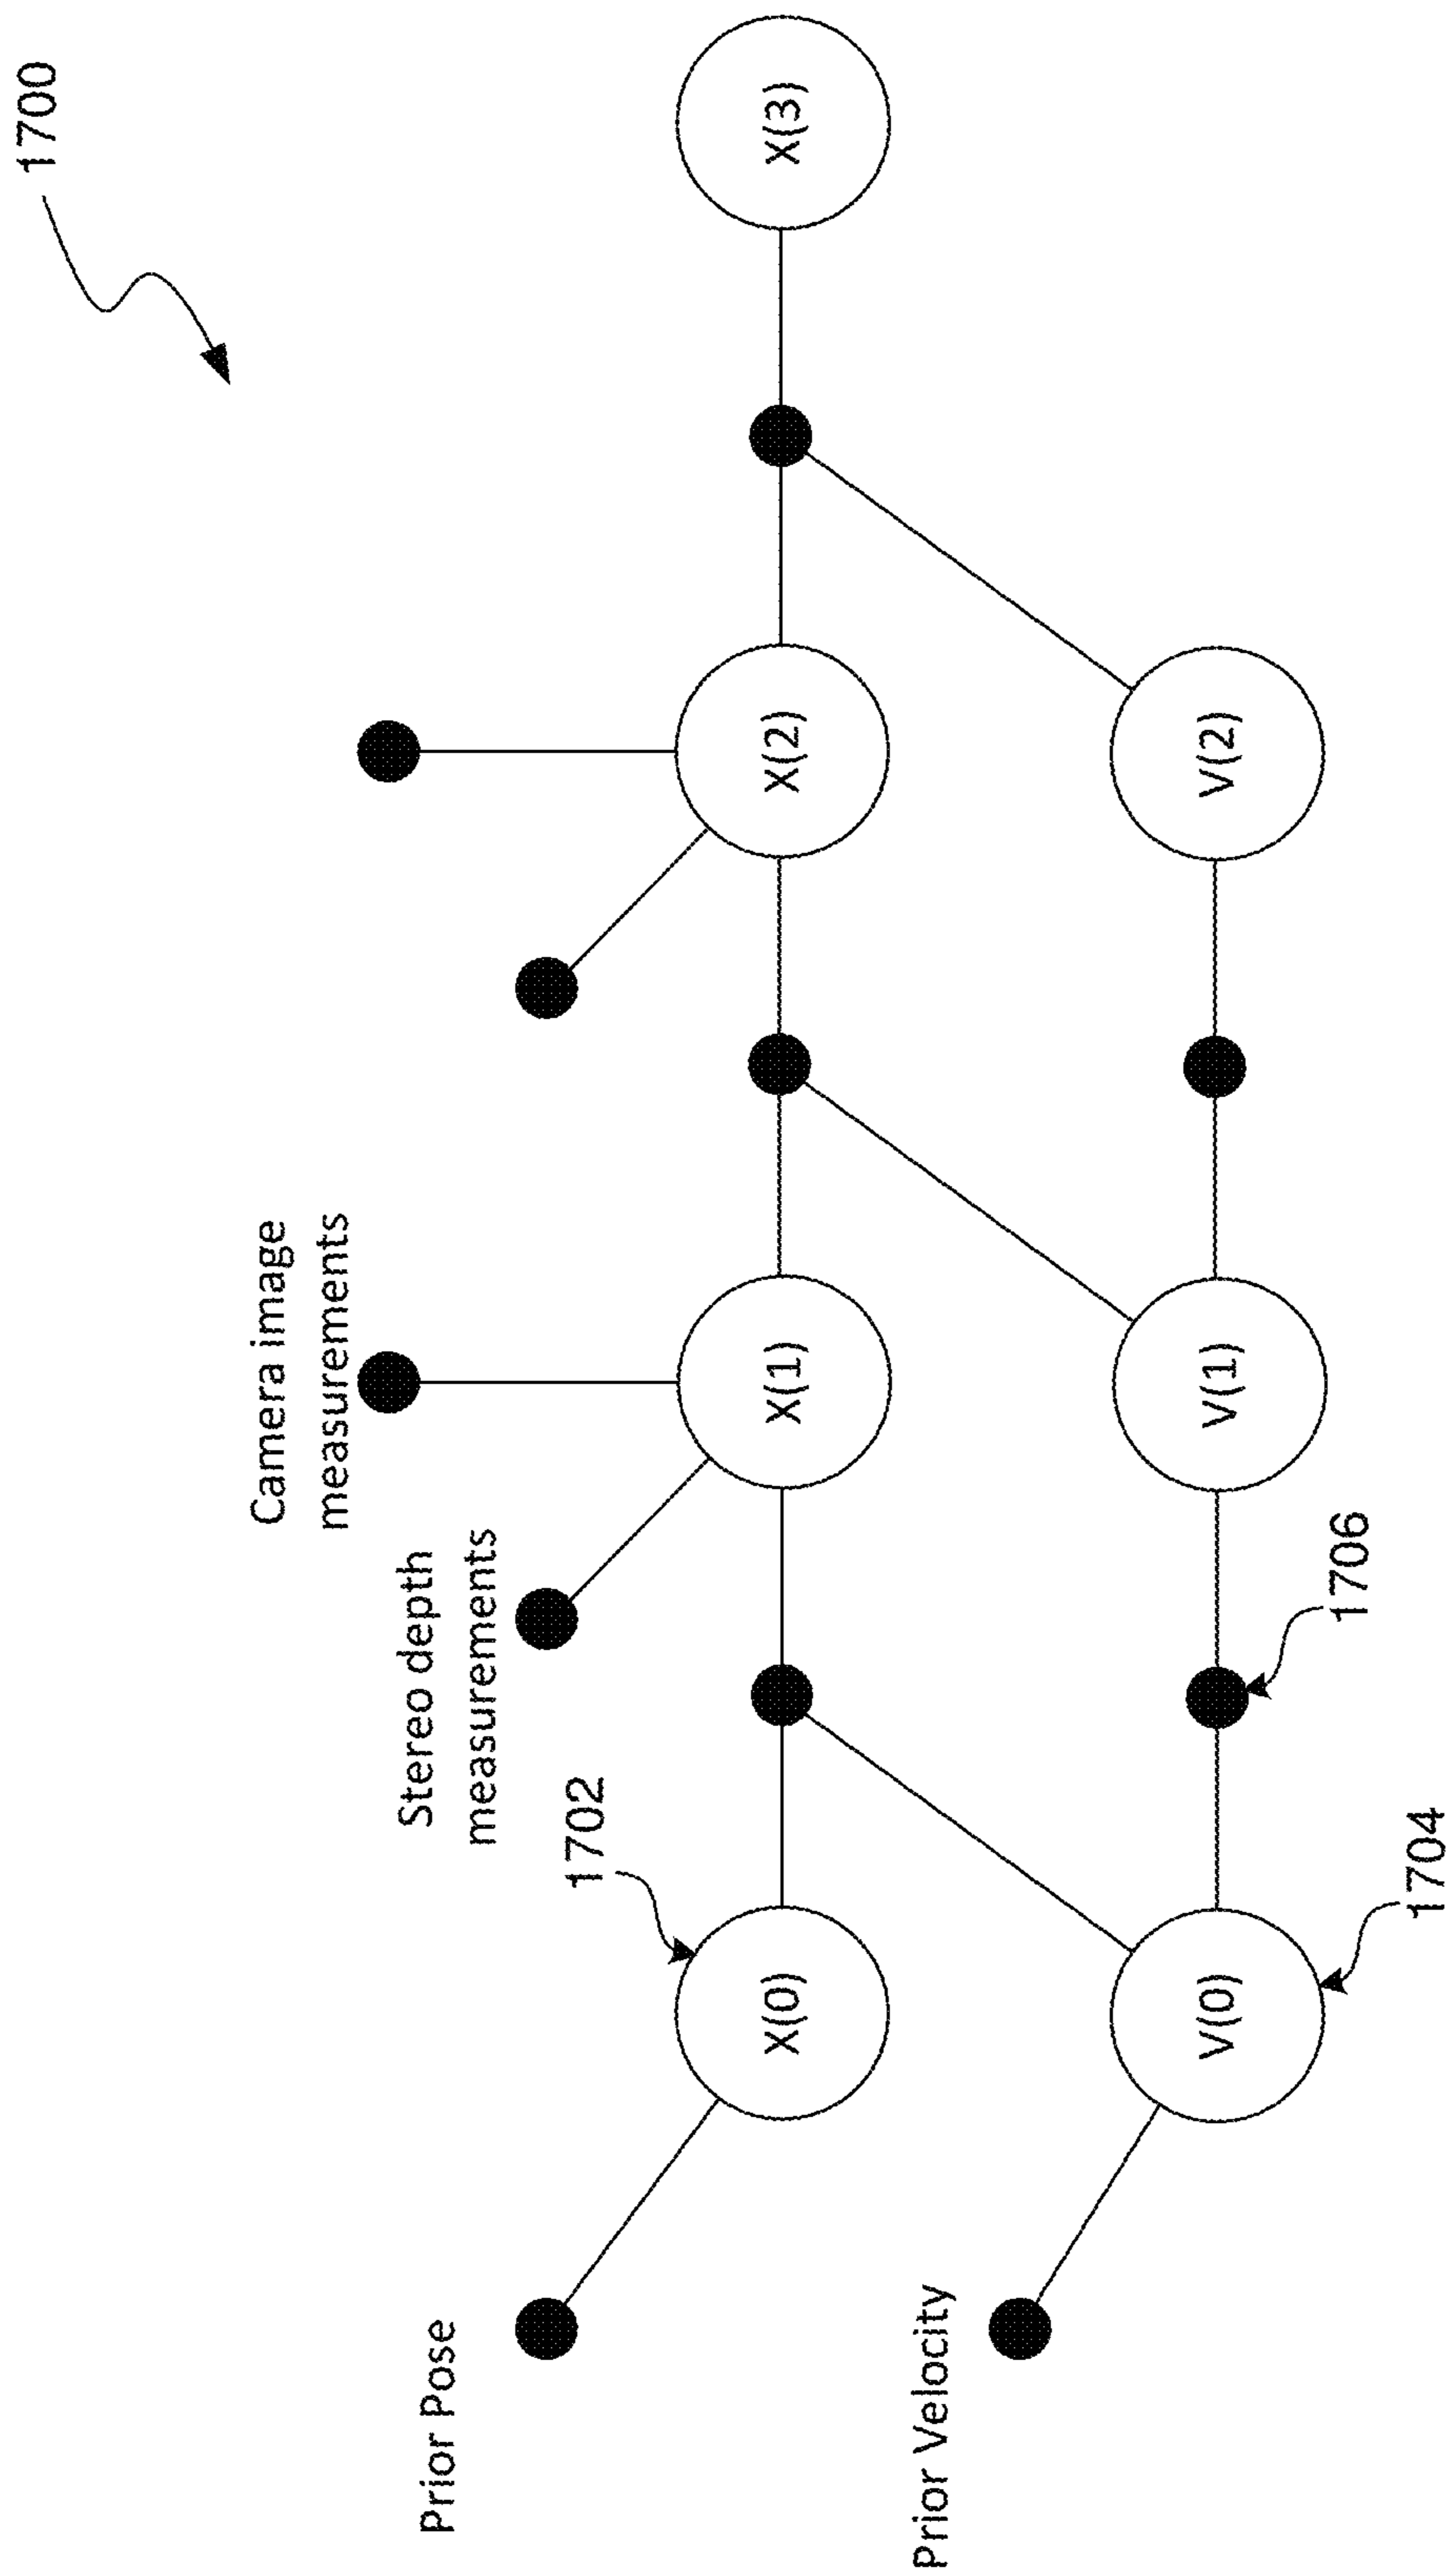 1700
Camera image
measurements
Stereo depth
measurements
Prior Pose
1702
X(0)
X(1)
X(2)
X(3)
Prior Velocity
V(0)
V(1)
V(2)
1704
1706